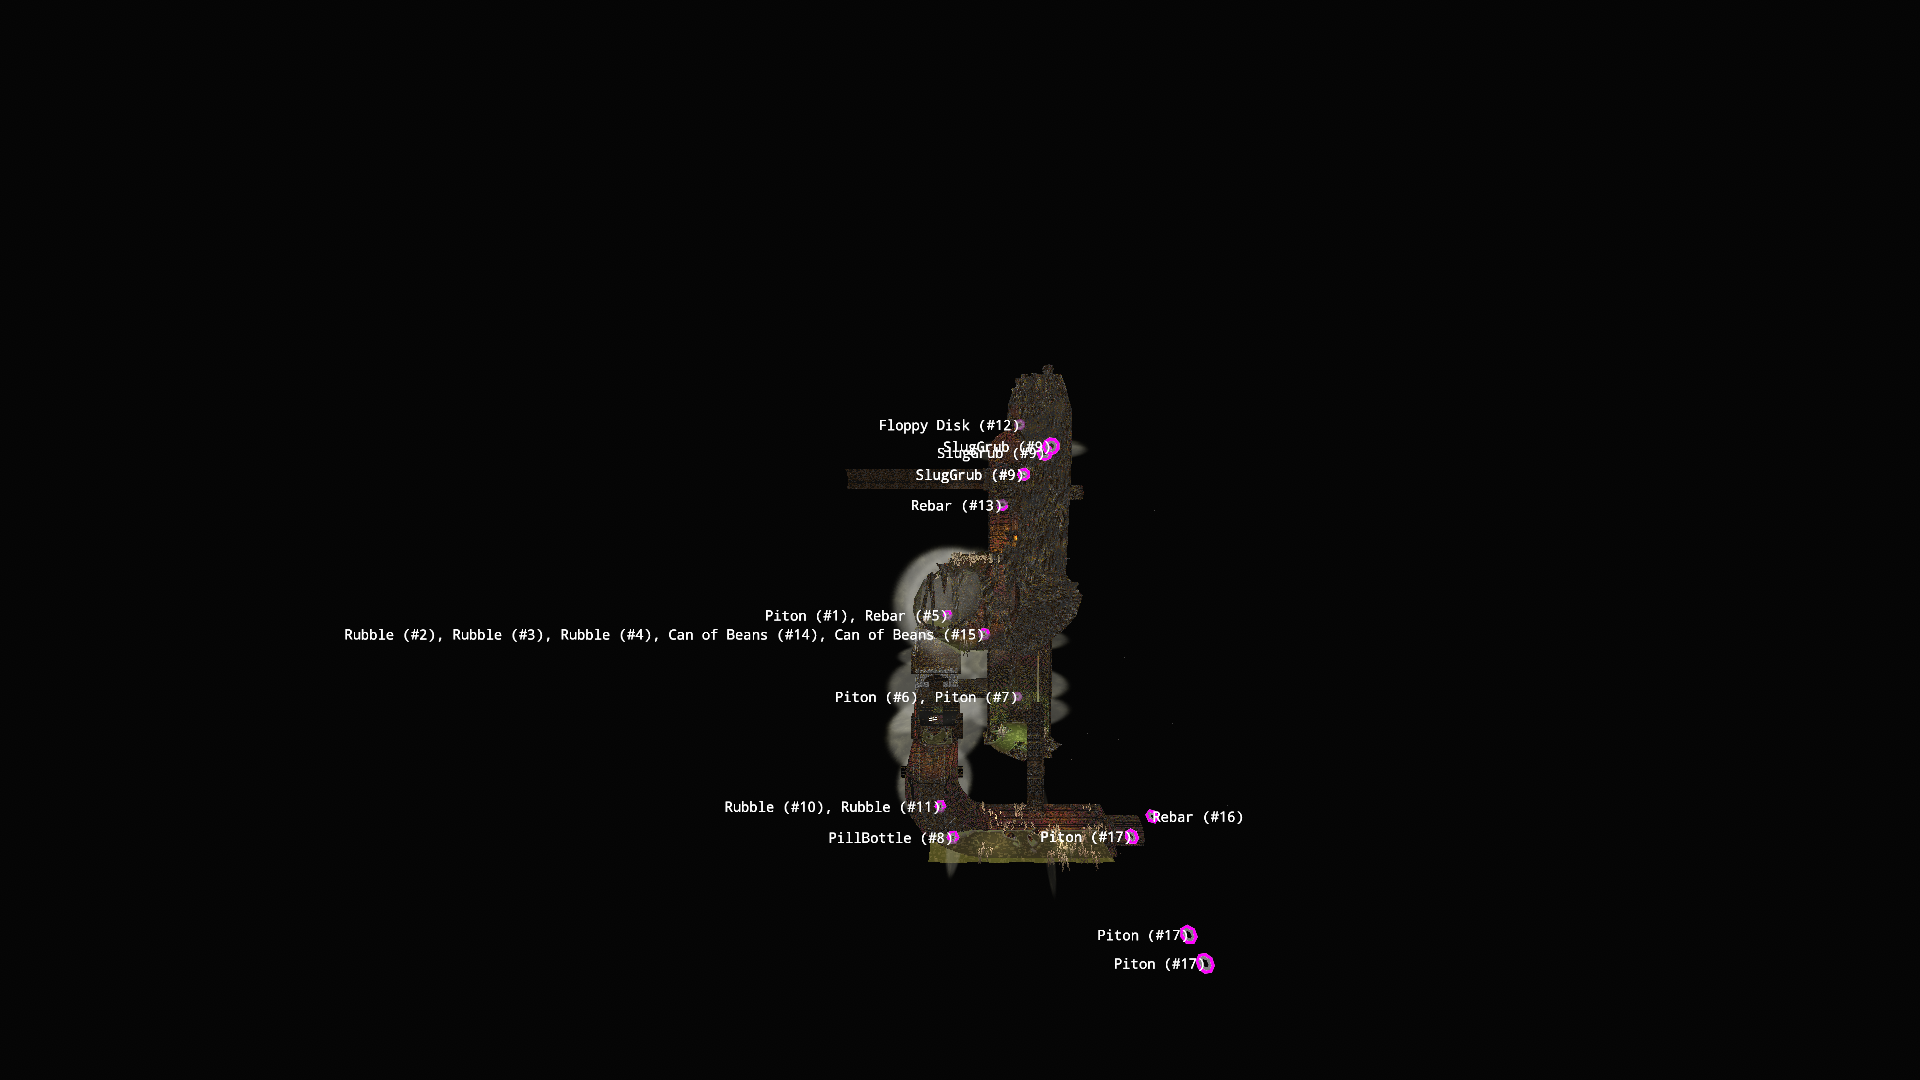 Floppy Disk (#12)
SlugGrub (#9)
SlugGrub (#9)
SlugGrub (#9)
Rebar (#13)
Piton (#1), Rebar (#5)
Rubble (#2), Rubble (#3), Rubble (#4), Can of Beans (#14), Can of Beans (#15)
Piton (#6), Piton (#7)
Rubble (#10), Rubble (#11)
Rebar (#16)
PillBottle (#8)
Piton (#17)
Piton (#17)
Piton (#17)